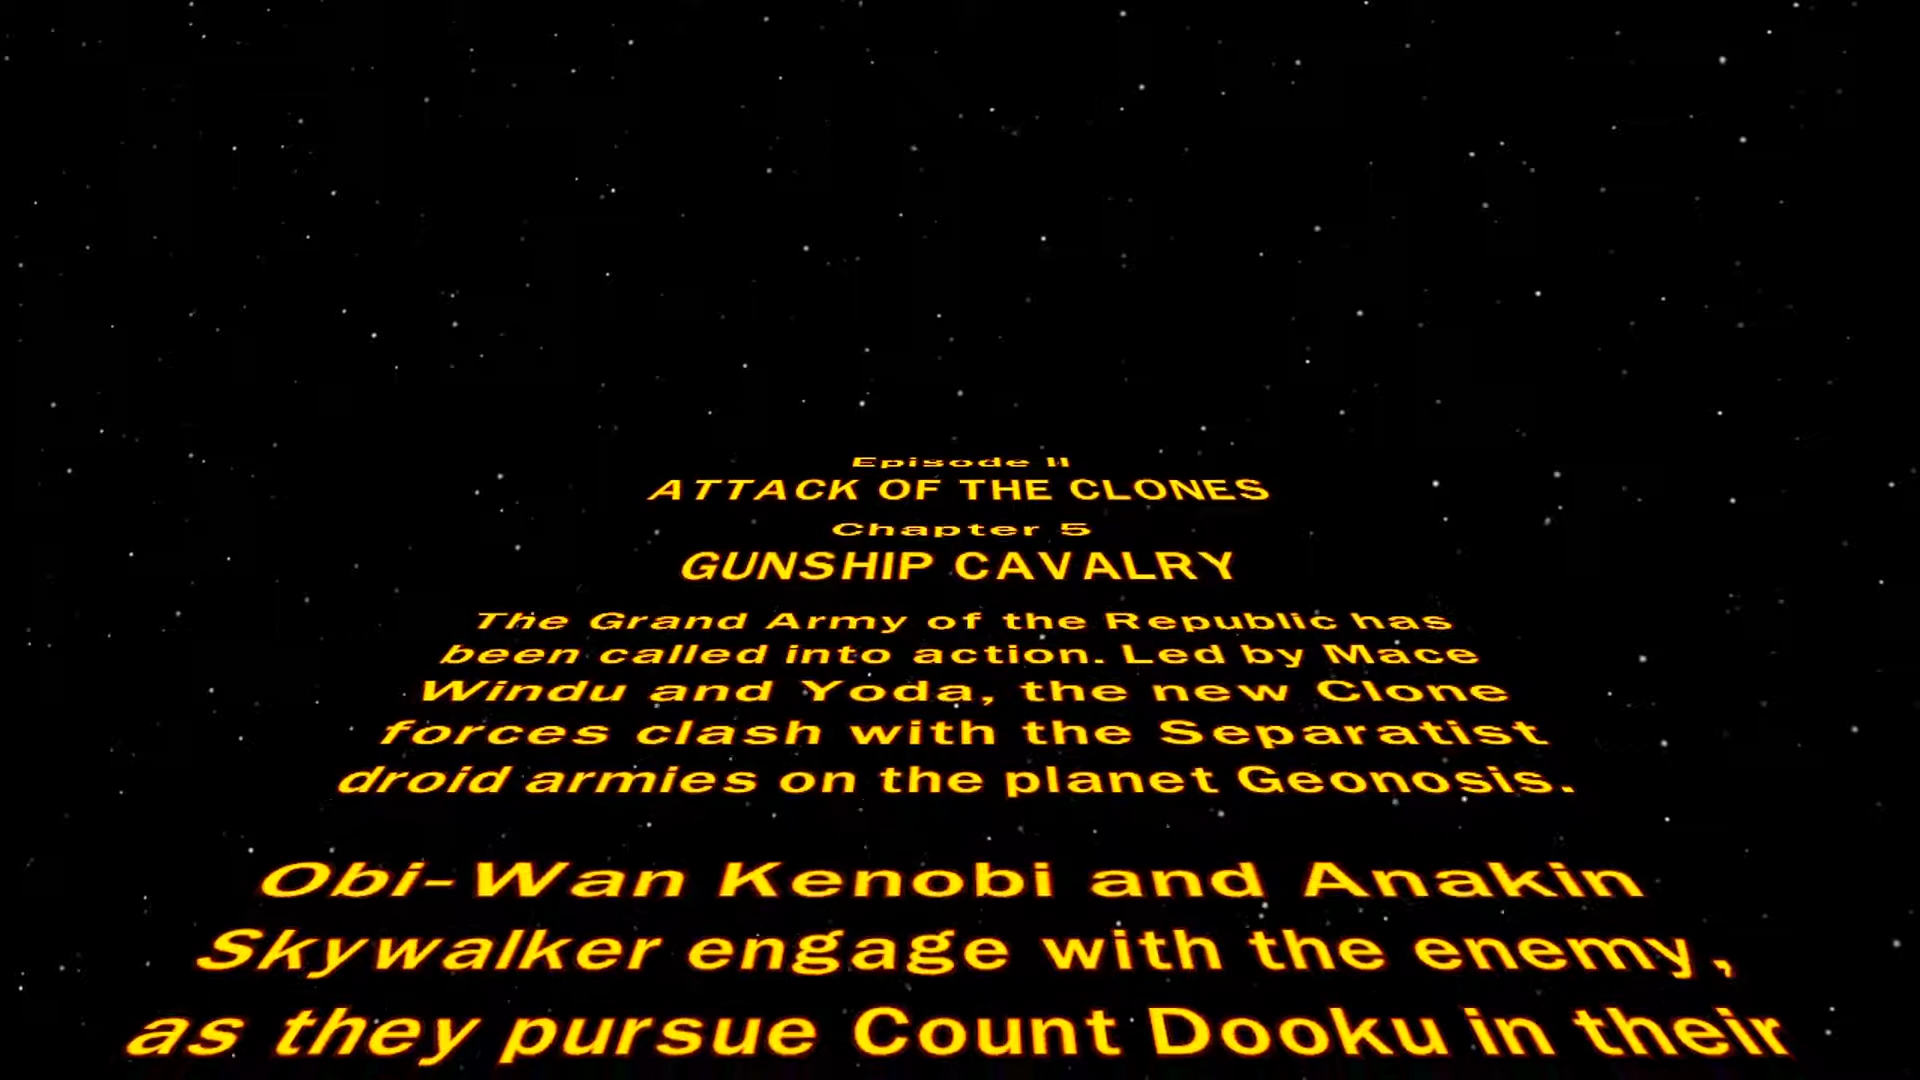 Episode II
ATTACK OF THE CLONES
Chapter 5
GUNSHIP CAVALRY
The Grand Army of the Republic has
been called into action. Led by Mace
Windu and Yoda, the new Clone
forces clash with the Separatist
droid armies on the planet Geonosis.
Obi-Wan Kenobi and Anakin
Skywalker engage with the enemy,
as they pursue Count Dooku in their